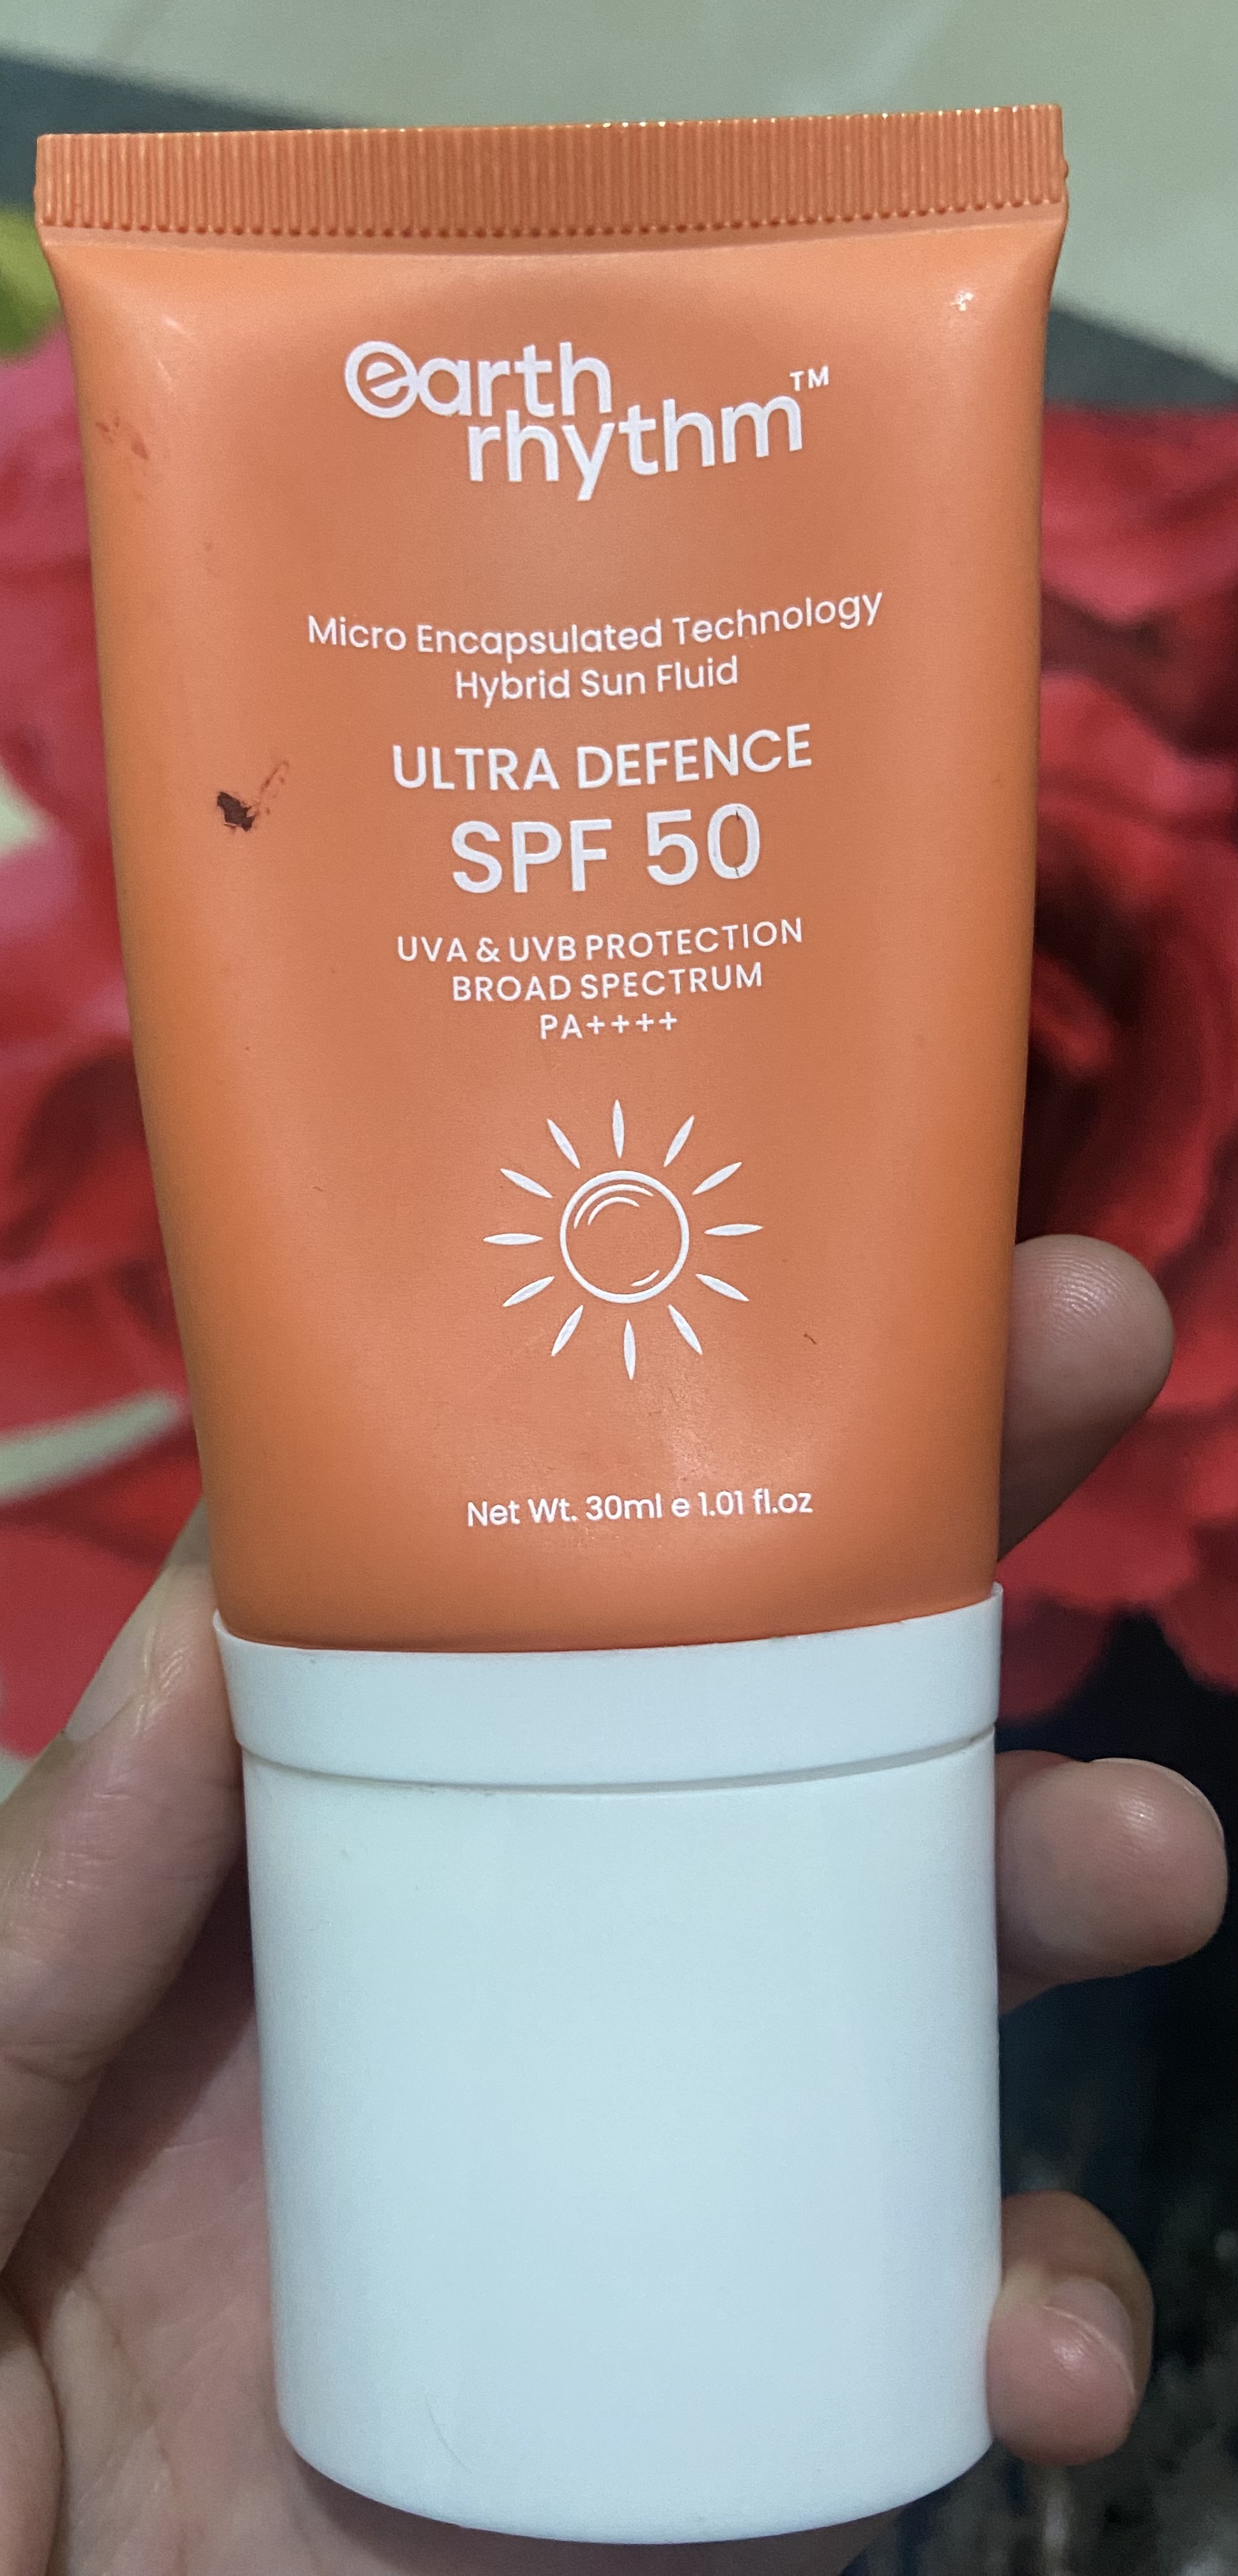 earth
rhythm™
Micro Encapsulated Technology
Hybrid Sun Fluid
ULTRA DEFENCE
SPF 50
UVA & UVB PROTECTION
BROAD SPECTRUM
PA++++
Net Wt. 30ml e 1.01 fl.oz